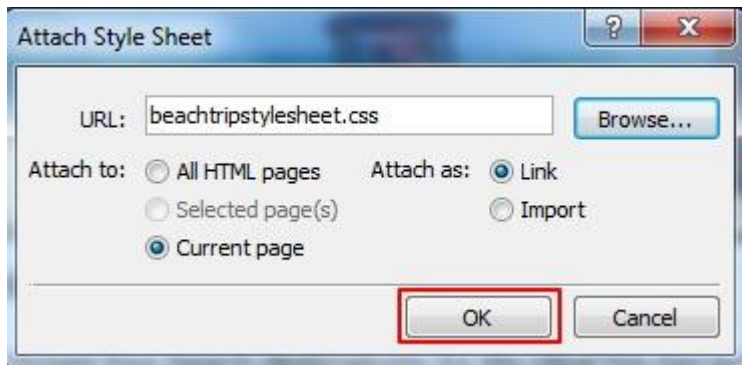 Attach Style Sheet
URL: beachtripstylesheet.css Browse...
Attach to: All HTML pages Attach as: Link
Selected page(s) Import
Current page
OK Cancel